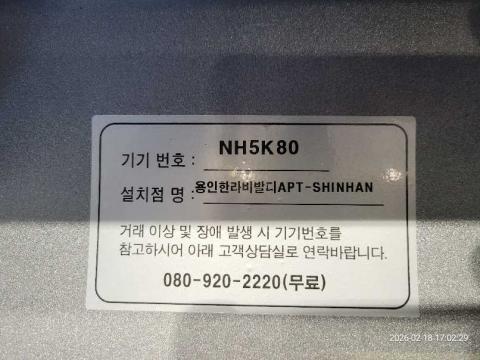 기기 번호 : NH5K80
설치점 명 : 용인한라비발디APT-SHINHAN
거래 이상 및 장애 발생 시 기기번호를
참고하시어 아래 고객상담실로 연락바랍니다.
080-920-2220(무료)
2026-02-18 17:02:29